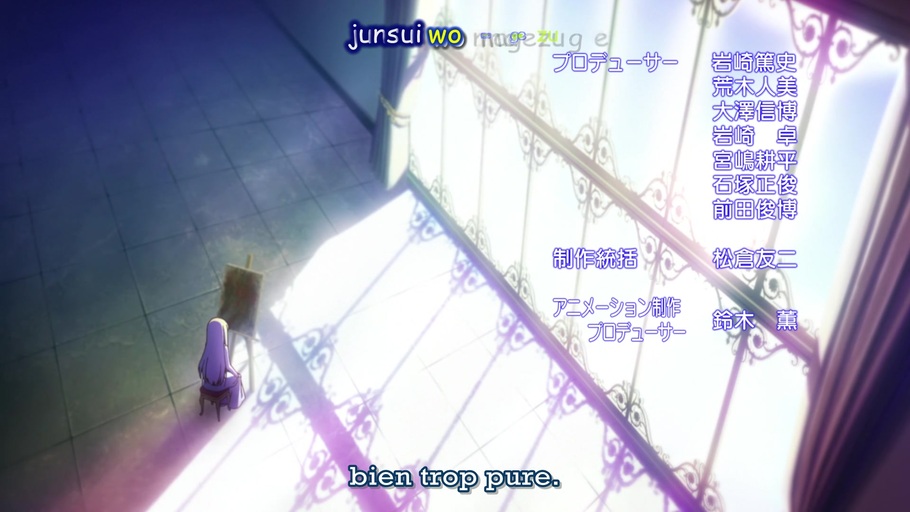 junsui wo
プロデューサー 岩崎篤史
荒木人美
大澤信博
岩崎 卓
宮嶋耕平
石塚正俊
前田俊博
制作統括 松倉友二
アニメーション制作
プロデューサー 鈴木 薫
bien trop pure.